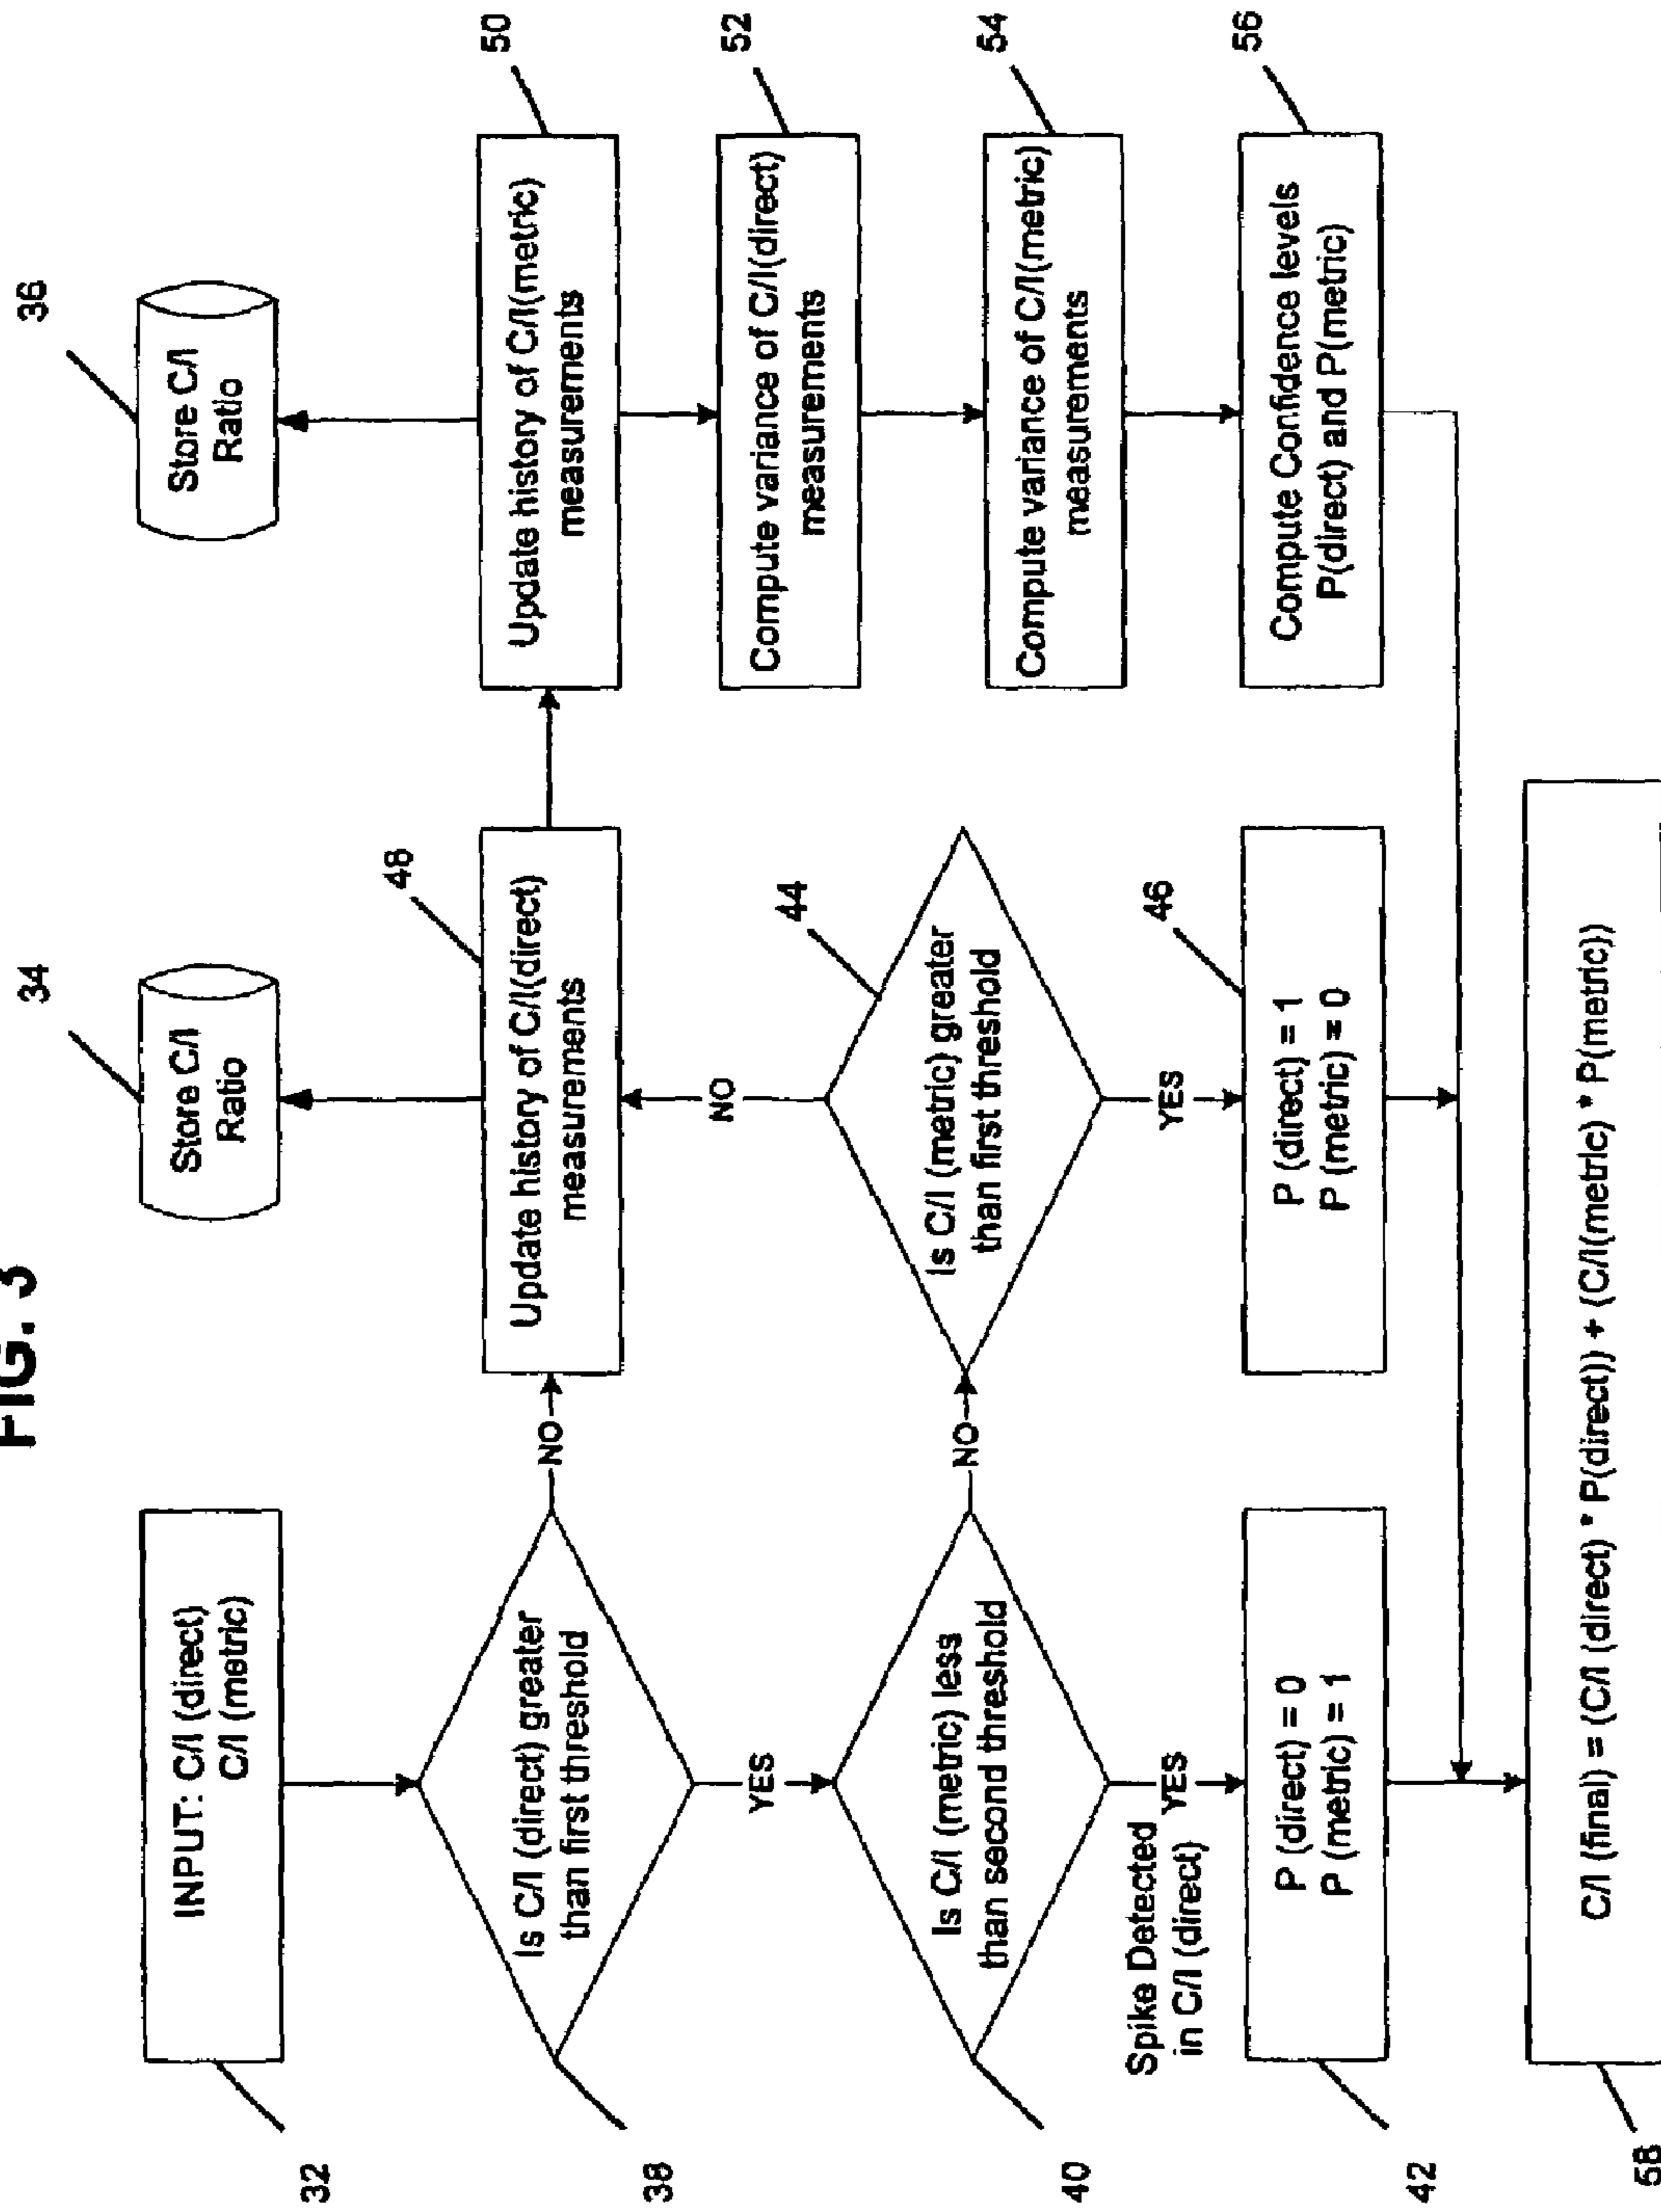 FIG. 3
32
INPUT: C/I (direct)
C/I (metric)
34
Store C/I
Ratio
36
Store C/I
Ratio
38
Is C/I (direct) greater
than first threshold
NO
YES
48
Update history of C/I(direct)
measurements
50
Update history of C/I(metric)
measurements
NO
52
Compute variance of C/I(direct)
measurements
40
Is C/I (metric) less
than second threshold
NO
44
Is C/I (metric) greater
than first threshold
54
Compute variance of C/I(metric)
measurements
Spike Detected
in C/I (direct)
YES
YES
42
P (direct) = 0
P (metric) = 1
46
P (direct) = 1
P (metric) = 0
56
Compute Confidence levels
P(direct) and P(metric)
58
C/I (final) = (C/I (direct) * P(direct)) + (C/I(metric) * P(metric))